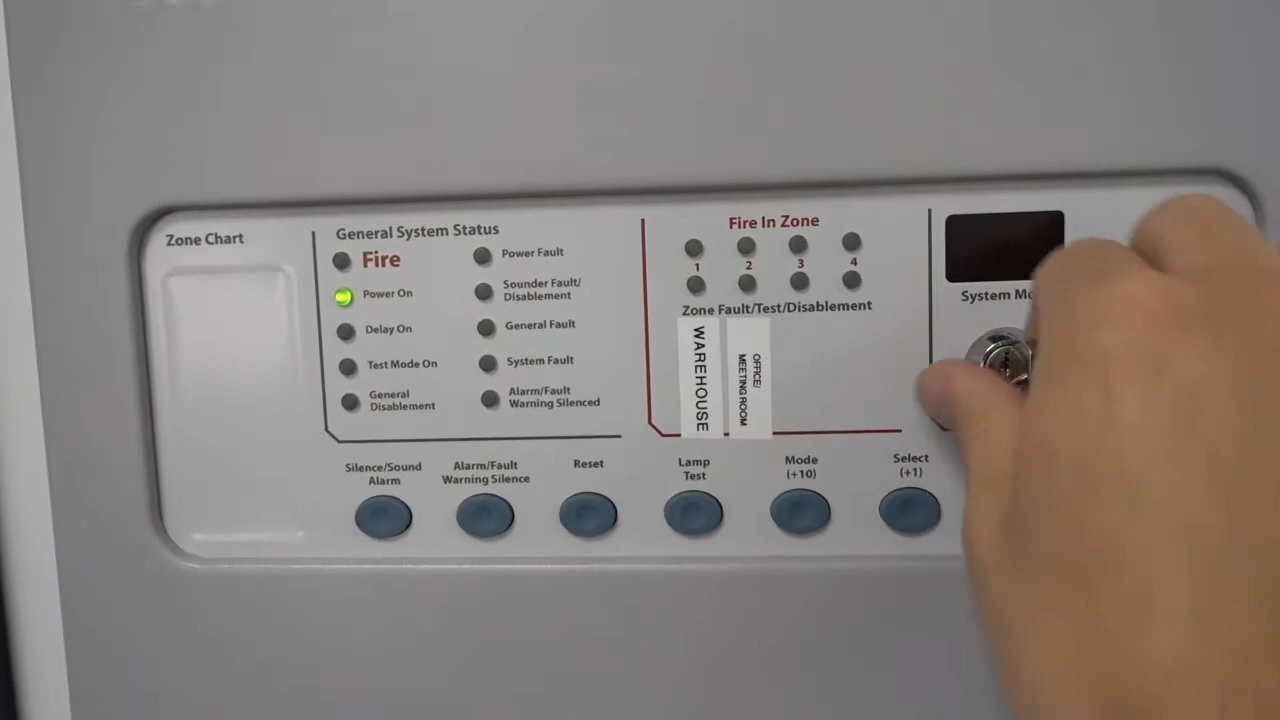 Zone Chart
General System Status
Fire
Power On
Delay On
Test Mode On
General
Disablement
Power Fault
Sounder Fault/
Disablement
General Fault
System Fault
Alarm/Fault
Warning Silenced
Fire In Zone
1 2 3 4
Zone Fault/Test/Disablement
WAREHOUSE
OFFICE/
MEETING ROOM
System
Silence/Sound
Alarm
Alarm/Fault
Warning Silence
Reset
Lamp
Test
Mode
(+10)
Select
(+1)